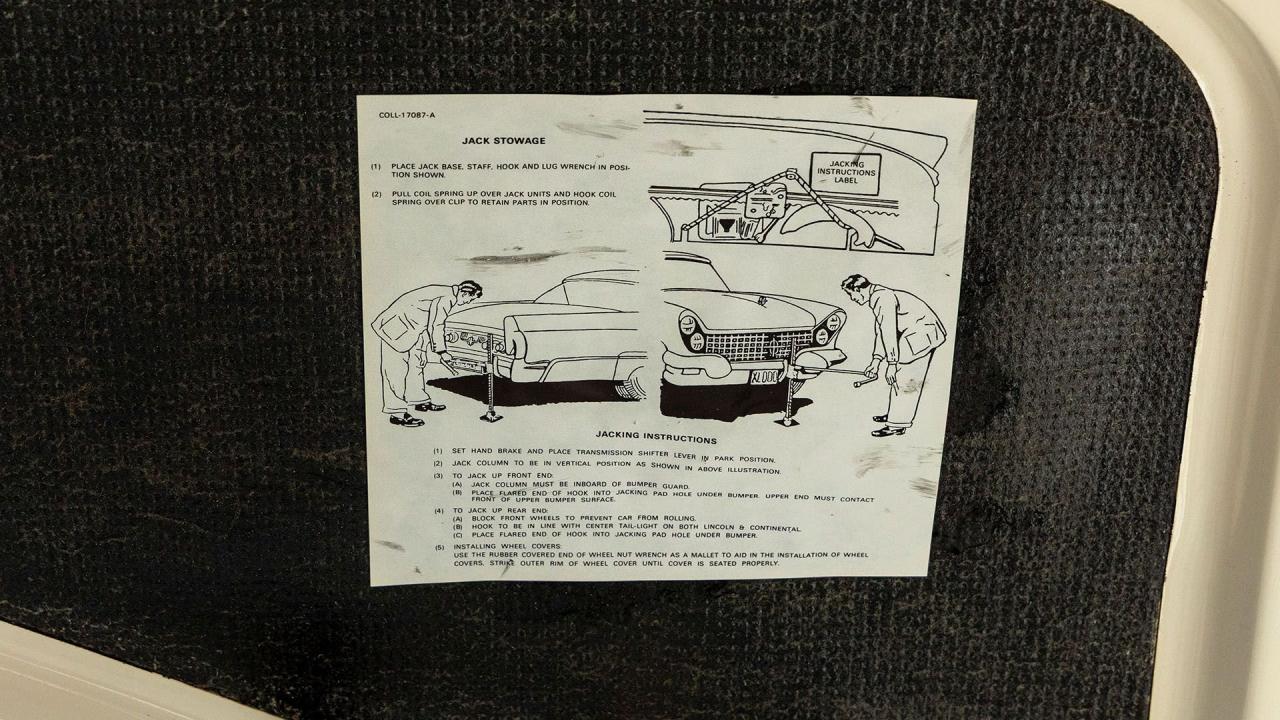 COLL-17087-A
JACK STOWAGE
(1) PLACE JACK BASE, STAFF, HOOK AND LUG WRENCH IN POSI-
TION SHOWN.
(2) PULL COIL SPRING UP OVER JACK UNITS AND HOOK COIL
SPRING OVER CLIP TO RETAIN PARTS IN POSITION.
JACKING
INSTRUCTIONS
LABEL
XL000
JACKING INSTRUCTIONS
(1) SET HAND BRAKE AND PLACE TRANSMISSION SHIFTER LEVER IN PARK POSITION.
(2) JACK COLUMN TO BE IN VERTICAL POSITION AS SHOWN IN ABOVE ILLUSTRATION.
(3) TO JACK UP FRONT END:
(A) JACK COLUMN MUST BE INBOARD OF BUMPER GUARD.
(B) PLACE FLARED END OF HOOK INTO JACKING PAD HOLE UNDER BUMPER. UPPER END MUST CONTACT
FRONT OF UPPER BUMPER SURFACE.
(4) TO JACK UP REAR END:
(A) BLOCK FRONT WHEELS TO PREVENT CAR FROM ROLLING.
(B) HOOK TO BE IN LINE WITH CENTER TAIL-LIGHT ON BOTH LINCOLN & CONTINENTAL.
(C) PLACE FLARED END OF HOOK INTO JACKING PAD HOLE UNDER BUMPER.
(5) INSTALLING WHEEL COVERS:
USE THE RUBBER COVERED END OF WHEEL NUT WRENCH AS A MALLET TO AID IN THE INSTALLATION OF WHEEL
COVERS. STRIKE OUTER RIM OF WHEEL COVER UNTIL COVER IS SEATED PROPERLY.